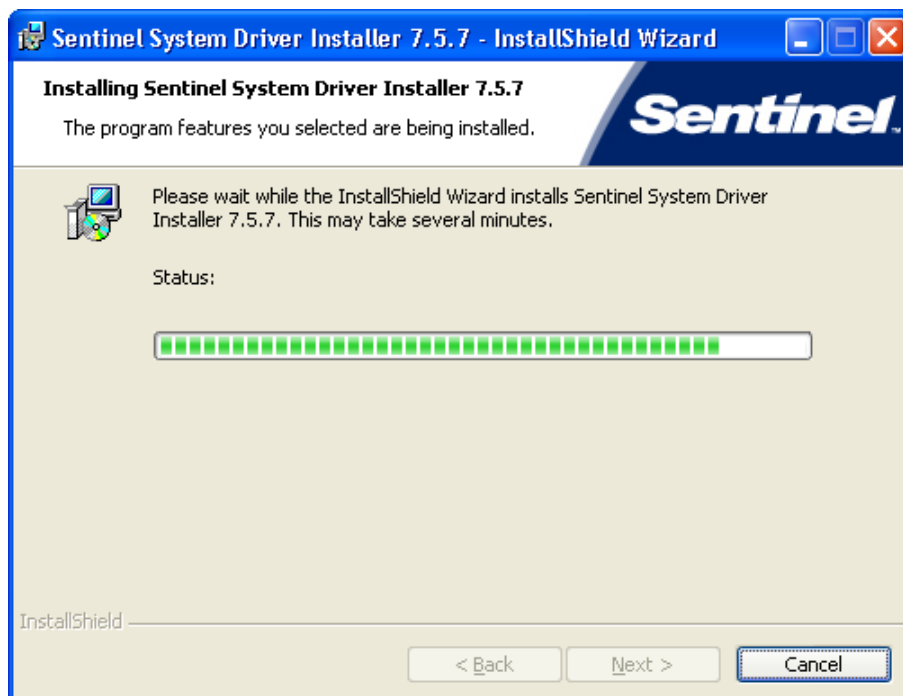 Sentinel System Driver Installer 7.5.7 - InstallShield Wizard
Installing Sentinel System Driver Installer 7.5.7
The program features you selected are being installed.
Sentinel™
Please wait while the InstallShield Wizard installs Sentinel System Driver
Installer 7.5.7. This may take several minutes.
Status:
InstallShield
< Back
Next >
Cancel